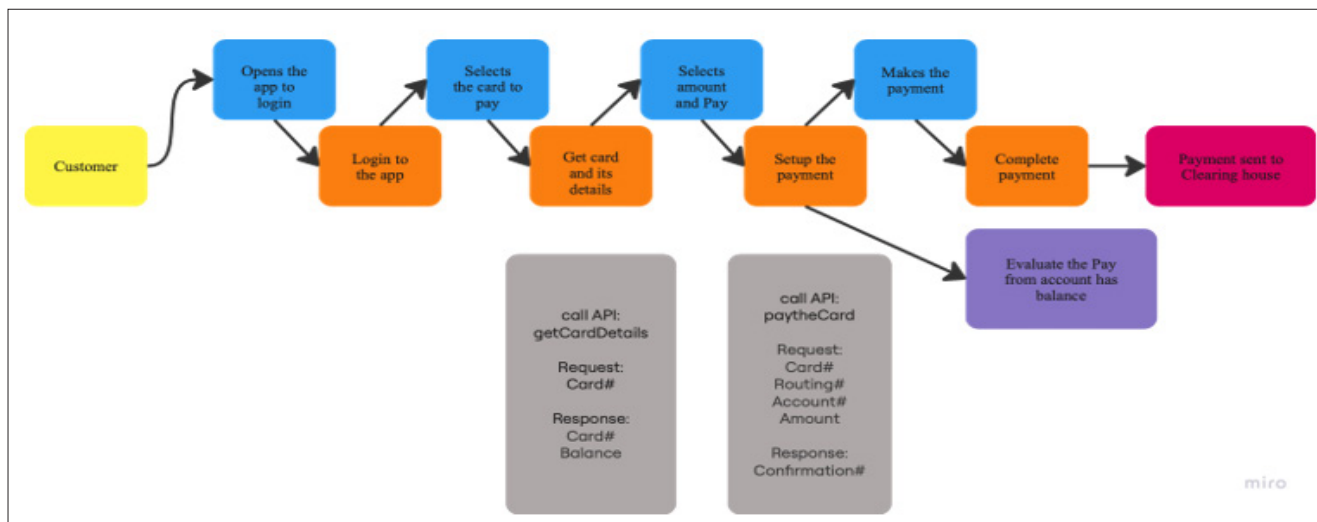 Opens the
app to
login
Selects
the card to
pay
Selects
amount
and Pay
Makes the
payment
Customer
Login to
the app
Get card
and its
details
Setup the
payment
Complete
payment
Payment sent to
Clearing house
Evaluate the Pay
from account has
balance
call API:
getCardDetails
Request:
Card#
Response:
Card#
Balance
call API:
paytheCard
Request:
Card#
Routing#
Account#
Amount
Response:
Confirmation#
miro